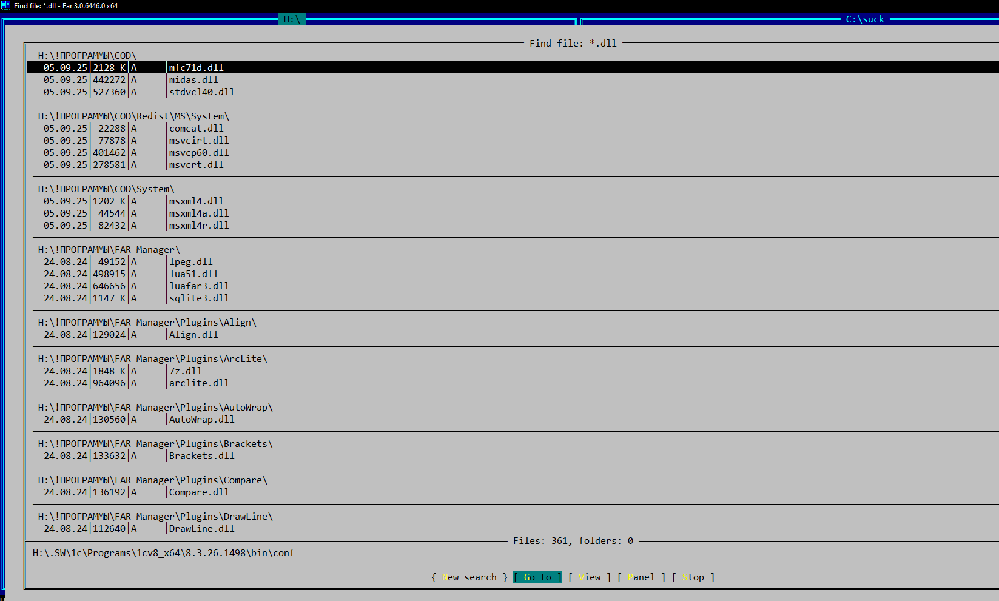 Find file: *.dll - Far 3.0.6446.0 x64
H:\
C:\suck
Find file: *.dll
H:\!ПРОГРАММЫ\COD\
05.09.25|2128 K|A |mfc71d.dll
05.09.25|442272|A |midas.dll
05.09.25|527360|A |stdvcl40.dll
H:\!ПРОГРАММЫ\COD\Redist\MS\System\
05.09.25| 22288|A |comcat.dll
05.09.25| 77878|A |msvcirt.dll
05.09.25|401462|A |msvcp60.dll
05.09.25|278581|A |msvcrt.dll
H:\!ПРОГРАММЫ\COD\System\
05.09.25|1202 K|A |msxml4.dll
05.09.25| 44544|A |msxml4a.dll
05.09.25| 82432|A |msxml4r.dll
H:\!ПРОГРАММЫ\FAR Manager\
24.08.24| 49152|A |lpeg.dll
24.08.24|498915|A |lua51.dll
24.08.24|646656|A |luafar3.dll
24.08.24|1147 K|A |sqlite3.dll
H:\!ПРОГРАММЫ\FAR Manager\Plugins\Align\
24.08.24|129024|A |Align.dll
H:\!ПРОГРАММЫ\FAR Manager\Plugins\ArcLite\
24.08.24|1848 K|A |7z.dll
24.08.24|964096|A |arclite.dll
H:\!ПРОГРАММЫ\FAR Manager\Plugins\AutoWrap\
24.08.24|130560|A |AutoWrap.dll
H:\!ПРОГРАММЫ\FAR Manager\Plugins\Brackets\
24.08.24|133632|A |Brackets.dll
H:\!ПРОГРАММЫ\FAR Manager\Plugins\Compare\
24.08.24|136192|A |Compare.dll
H:\!ПРОГРАММЫ\FAR Manager\Plugins\DrawLine\
24.08.24|112640|A |DrawLine.dll
Files: 361, folders: 0
H:\.SW\1c\Programs\1cv8_x64\8.3.26.1498\bin\conf
{ New search } [ Go to ] [ View ] [ Panel ] [ Stop ]